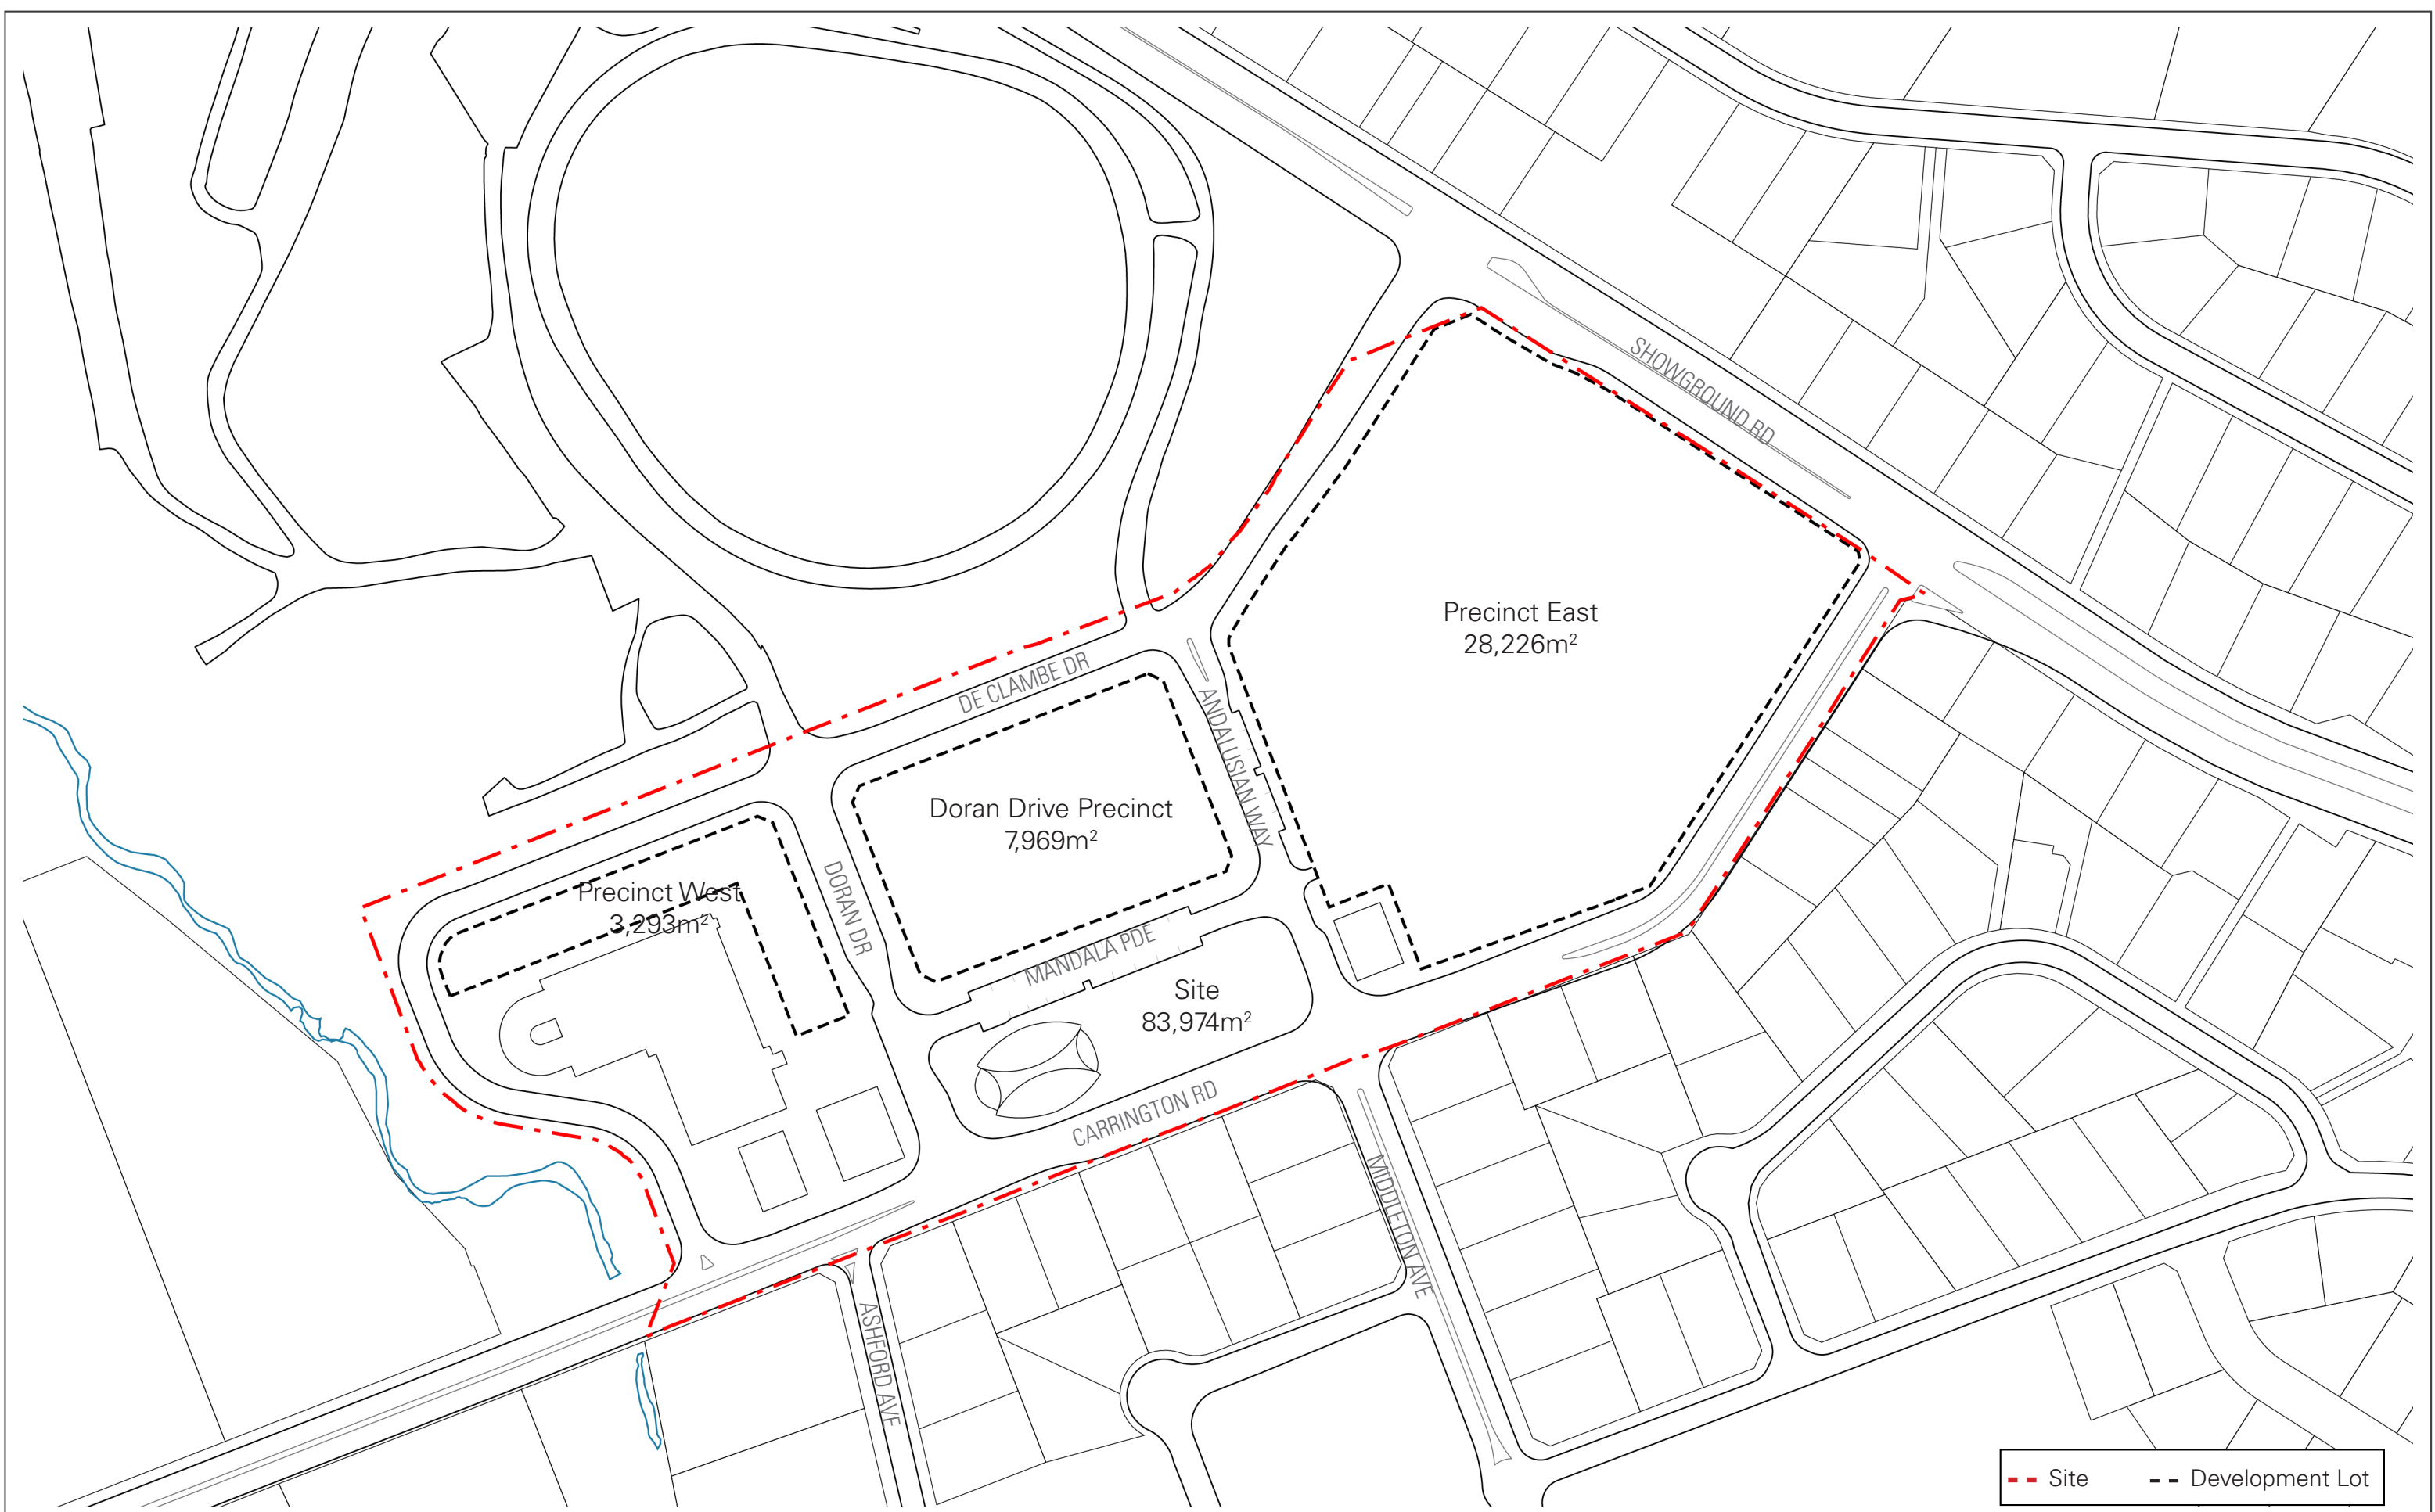 SHOWGROUND RD
Precinct East
28,226m²
DE CLAMBE DR
ANDALUSIAN WAY
Doran Drive Precinct
7,969m²
Precinct West
3,293m²
DORAN DR
MANDALA PDE
Site
83,974m²
CARRINGTON RD
MIDDLETON AVE
ASHFORD AVE
Site
Development Lot